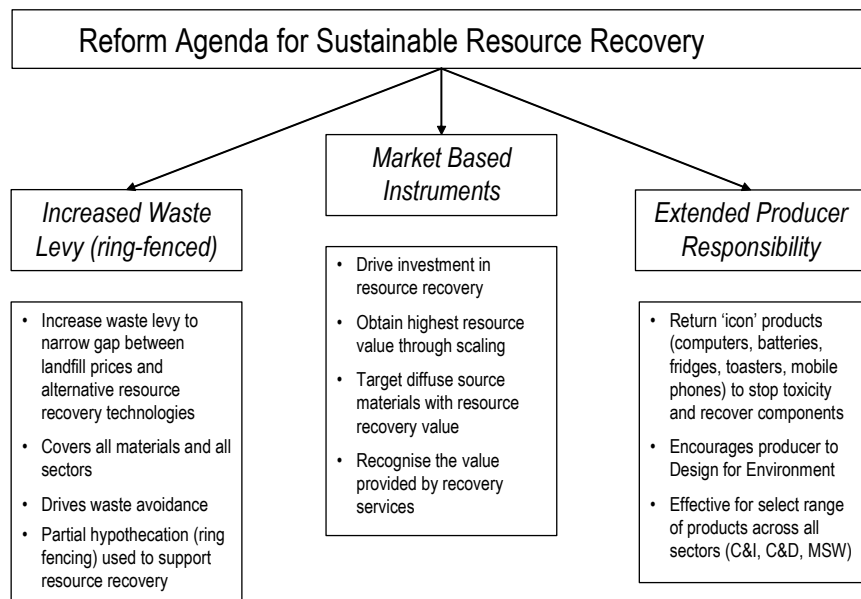 Reform Agenda for Sustainable Resource Recovery
Market Based
Instruments
Increased Waste
Levy (ring-fenced)
Extended Producer
Responsibility
• Increase waste levy to
narrow gap between
landfill prices and
alternative resource
recovery technologies
• Covers all materials and all
sectors
• Drives waste avoidance
• Partial hypothecation (ring
fencing) used to support
resource recovery
• Drive investment in
resource recovery
• Obtain highest resource
value through scaling
• Target diffuse source
materials with resource
recovery value
• Recognise the value
provided by recovery
services
• Return ‘icon’ products
(computers, batteries,
fridges, toasters, mobile
phones) to stop toxicity
and recover components
• Encourages producer to
Design for Environment
• Effective for select range
of products across all
sectors (C&I, C&D, MSW)